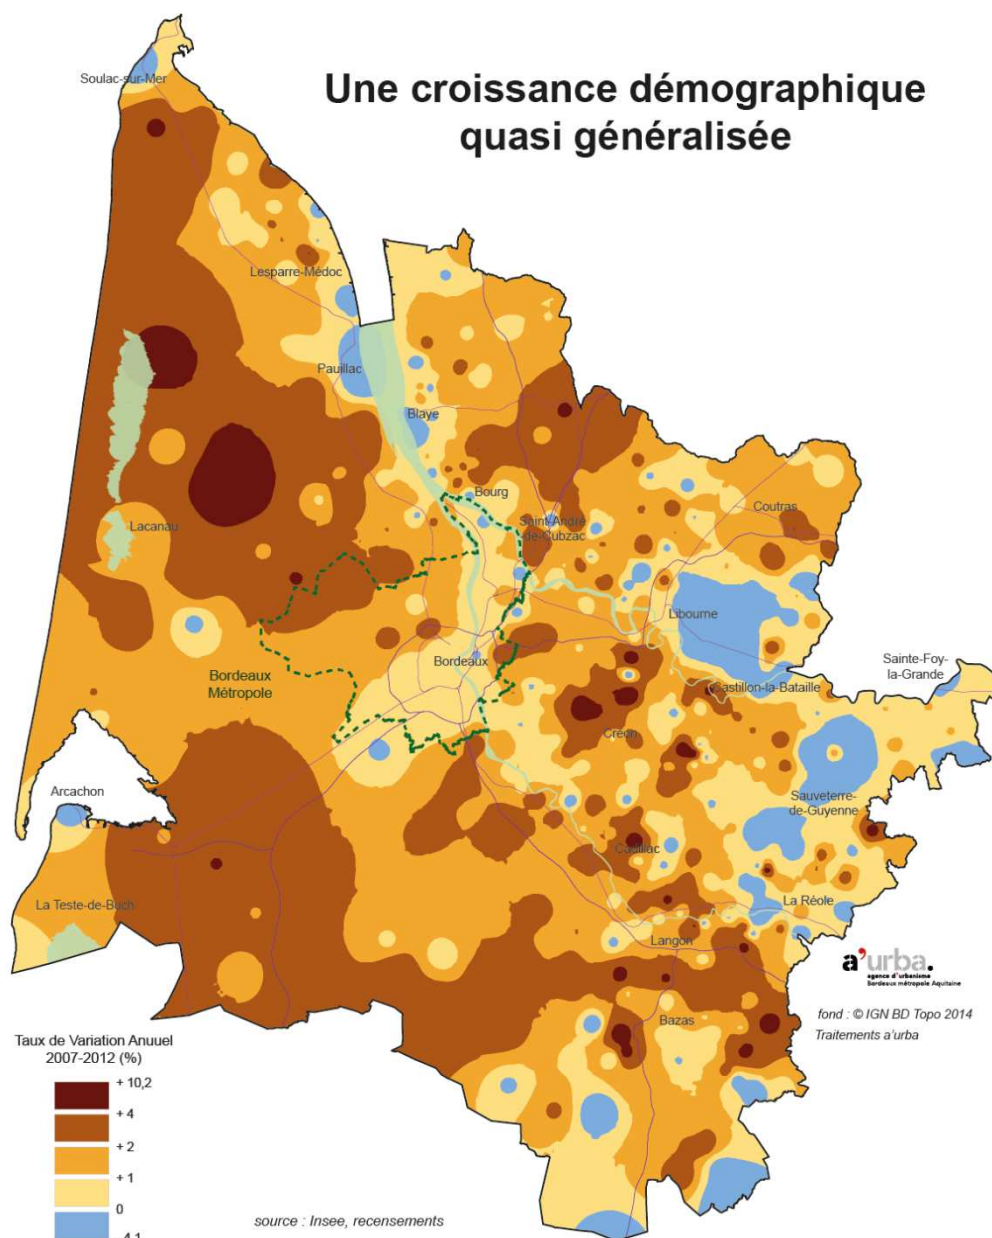 Une croissance démographique
quasi généralisée
Soulac-sur-Mer
Lesparre-Médoc
Pauillac
Blaye
Bourg
Saint-André
de-Cubzac
Coutras
Lacanau
Libourne
Bordeaux
Bordeaux
Métropole
Castillon-la-Bataille
Sainte-Foy-
la-Grande
Créon
Arcachon
Sauveterre-
de-Guyenne
Cadillac
La Teste-de-Buch
La Réole
Langon
Bazas
a'urba.
agence d'urbanisme
Bordeaux métropole Aquitaine
fond : © IGN BD Topo 2014
Traitements a'urba
Taux de Variation Anuuel
2007-2012 (%)
+ 10,2
+ 4
+ 2
+ 1
0
-4,1
source : Insee, recensements